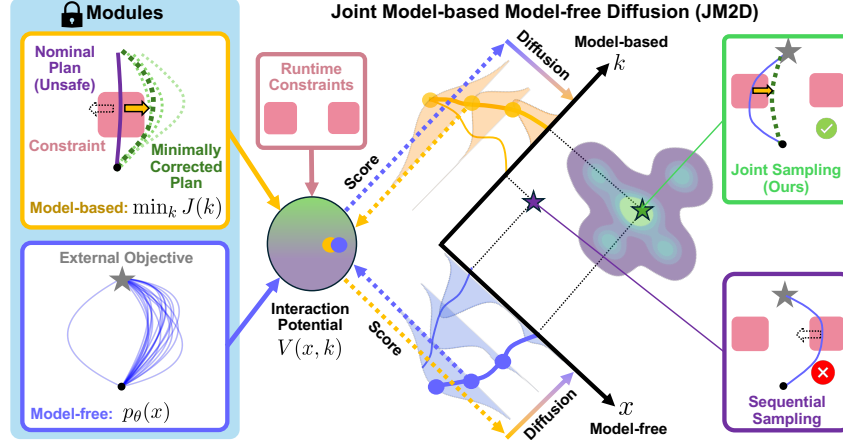 Modules
Joint Model-based Model-free Diffusion (JM2D)
Nominal
Plan
(Unsafe)
Constraint
Minimally
Corrected
Plan
Model-based: min_k J(k)
External Objective
Model-free: p_θ(x)
Runtime
Constraints
Interaction
Potential
V(x, k)
Score
Score
Diffusion
Diffusion
Model-based
k
x
Model-free
Joint Sampling
(Ours)
Sequential
Sampling